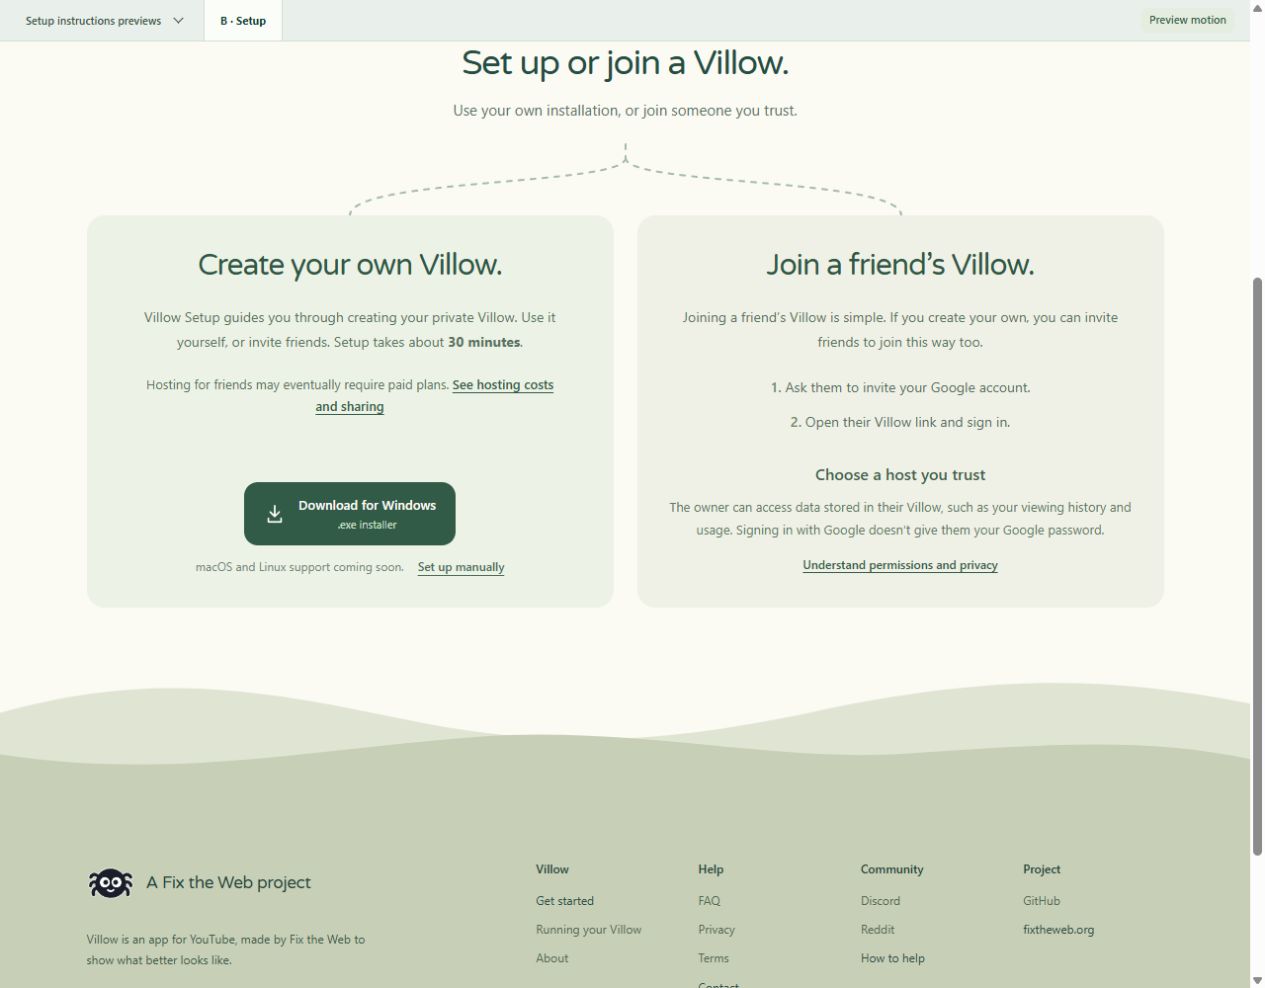 Setup instructions previews
B · Setup
Preview motion
Set up or join a Villow.
Use your own installation, or join someone you trust.
Create your own Villow.
Villow Setup guides you through creating your private Villow. Use it
yourself, or invite friends. Setup takes about 30 minutes.
Hosting for friends may eventually require paid plans. See hosting costs
and sharing
Download for Windows
.exe installer
macOS and Linux support coming soon. Set up manually
Join a friend’s Villow.
Joining a friend’s Villow is simple. If you create your own, you can invite
friends to join this way too.
1. Ask them to invite your Google account.
2. Open their Villow link and sign in.
Choose a host you trust
The owner can access data stored in their Villow, such as your viewing history and
usage. Signing in with Google doesn’t give them your Google password.
Understand permissions and privacy
A Fix the Web project
Villow is an app for YouTube, made by Fix the Web to
show what better looks like.
Villow
Get started
Running your Villow
About
Help
FAQ
Privacy
Terms
Contact
Community
Discord
Reddit
How to help
Project
GitHub
fixtheweb.org